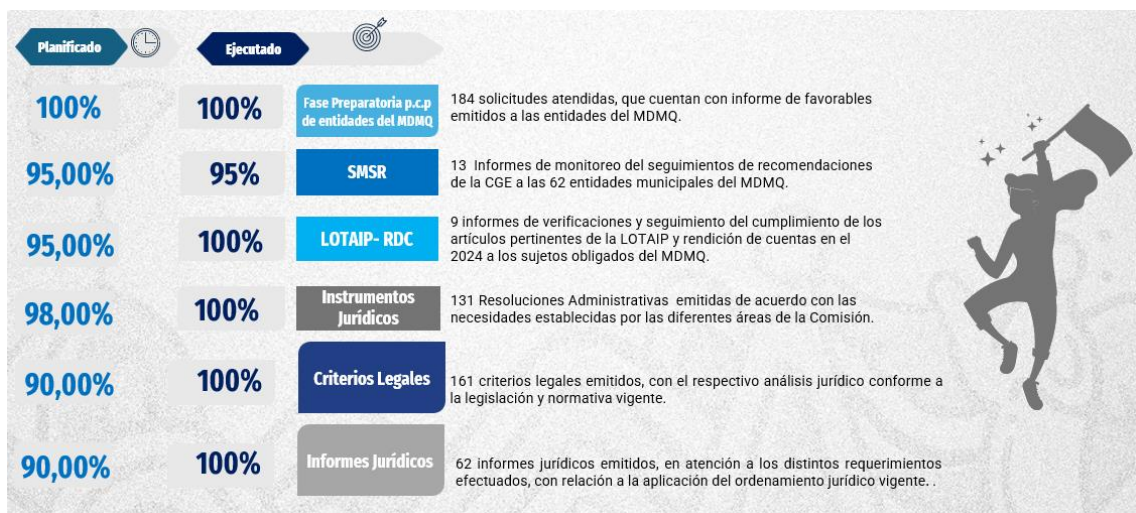 Planificado
Ejecutado
100%
100%
Fase Preparatoria p.c.p
de entidades del MDMQ
184 solicitudes atendidas, que cuentan con informe de favorables
emitidos a las entidades del MDMQ.
95,00%
95%
SMSR
13 Informes de monitoreo del seguimientos de recomendaciones
de la CGE a las 62 entidades municipales del MDMQ.
95,00%
100%
LOTAIP- RDC
9 informes de verificaciones y seguimiento del cumplimiento de los
artículos pertinentes de la LOTAIP y rendición de cuentas en el
2024 a los sujetos obligados del MDMQ.
98,00%
100%
Instrumentos
Jurídicos
131 Resoluciones Administrativas emitidas de acuerdo con las
necesidades establecidas por las diferentes áreas de la Comisión.
90,00%
100%
Criterios Legales
161 criterios legales emitidos, con el respectivo análisis jurídico conforme a
la legislación y normativa vigente.
90,00%
100%
Informes Jurídicos
62 informes jurídicos emitidos, en atención a los distintos requerimientos
efectuados, con relación a la aplicación del ordenamiento jurídico vigente. .